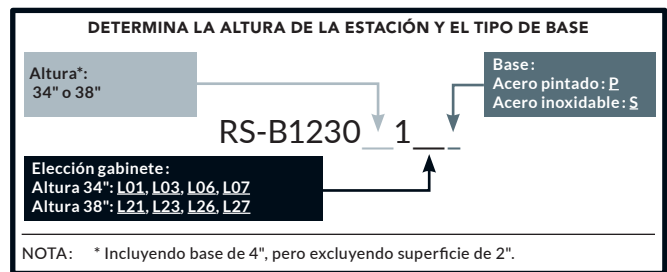 DETERMINA LA ALTURA DE LA ESTACIÓN Y EL TIPO DE BASE
Altura*:
34" o 38"
Base:
Acero pintado: P
Acero inoxidable: S
RS-B1230__1__ _
Elección gabinete:
Altura 34": L01, L03, L06, L07
Altura 38": L21, L23, L26, L27
NOTA: * Incluyendo base de 4", pero excluyendo superficie de 2".